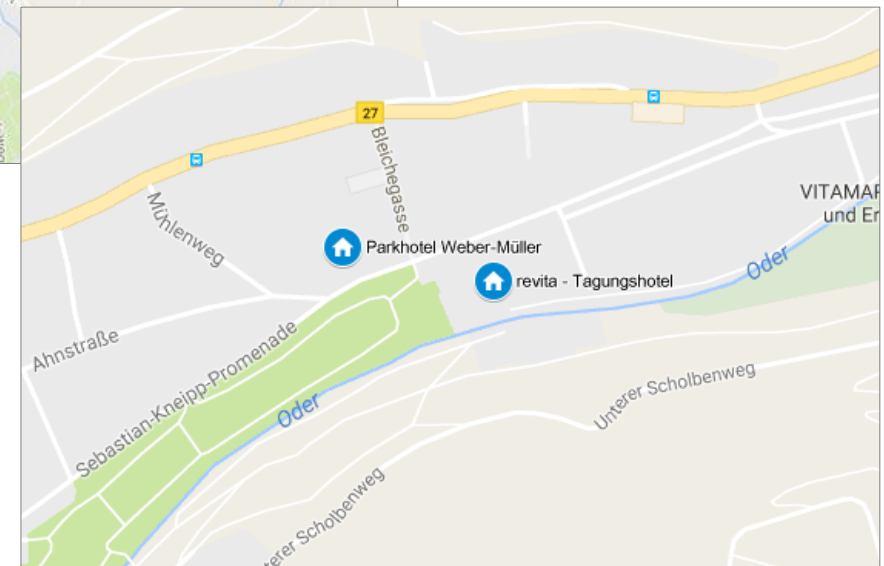 27
Bleichegasse
Mühlenweg
VITAMAR
und Er
Parkhotel Weber-Müller
Oder
revita - Tagungshotel
Ahnstraße
Sebastian-Kneipp-Promenade
Oder
Unterer Scholbenweg
terer Scholbenweg